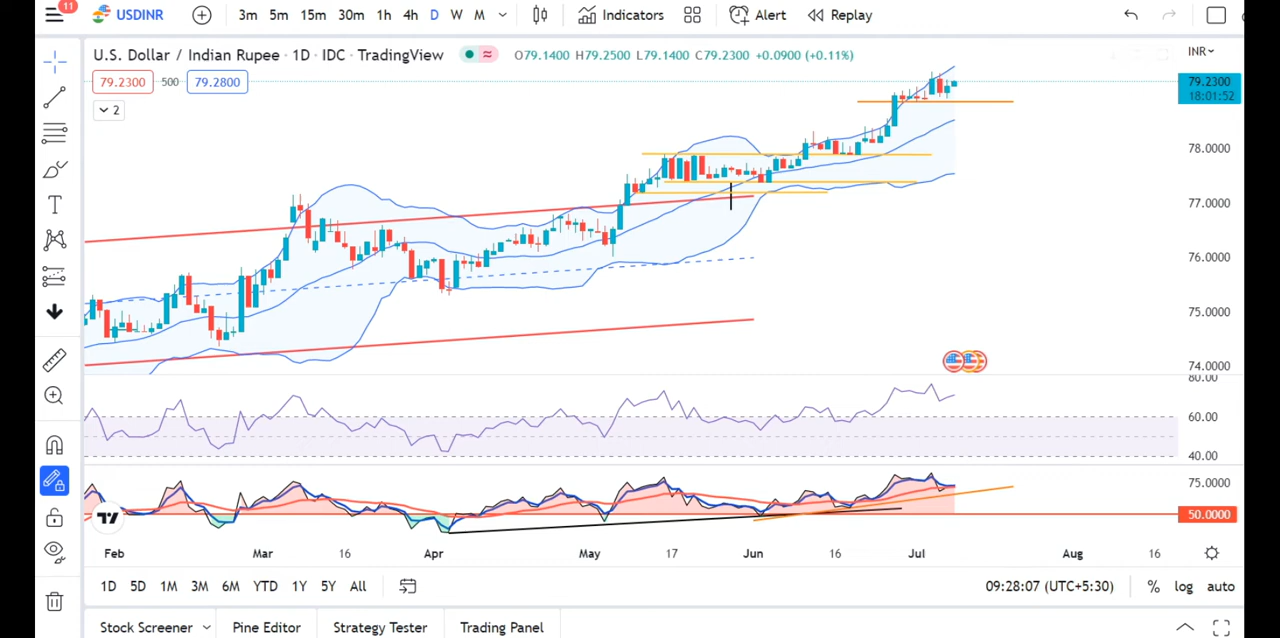 11 USDINR 3m 5m 15m 30m 1h 4h D W M Indicators Alert Replay
U.S. Dollar / Indian Rupee · 1D · IDC · TradingView O79.1400 H79.2500 L79.1400 C79.2300 +0.0900 (+0.11%) INR
79.2300 500 79.2800
2
79.2300
18:01:52
78.0000
77.0000
76.0000
75.0000
74.0000
80.00
60.00
40.00
75.0000
50.0000
Feb Mar 16 Apr May 17 Jun 16 Jul Aug 16
1D 5D 1M 3M 6M YTD 1Y 5Y All 09:28:07 (UTC+5:30) % log auto
Stock Screener Pine Editor Strategy Tester Trading Panel